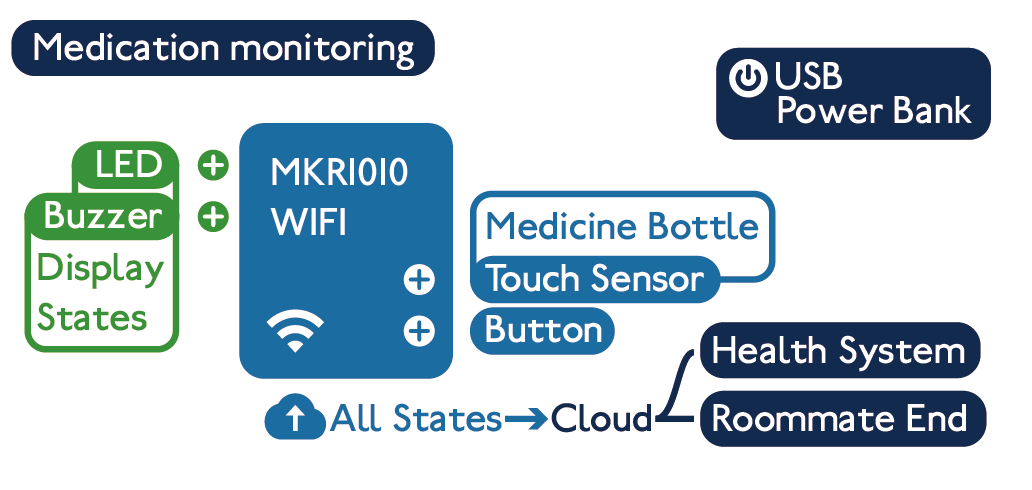 Medication monitoring
USB
Power Bank
LED
Buzzer
Display
States
MKR1010
WIFI
Medicine Bottle
Touch Sensor
Button
All States
Cloud
Health System
Roommate End